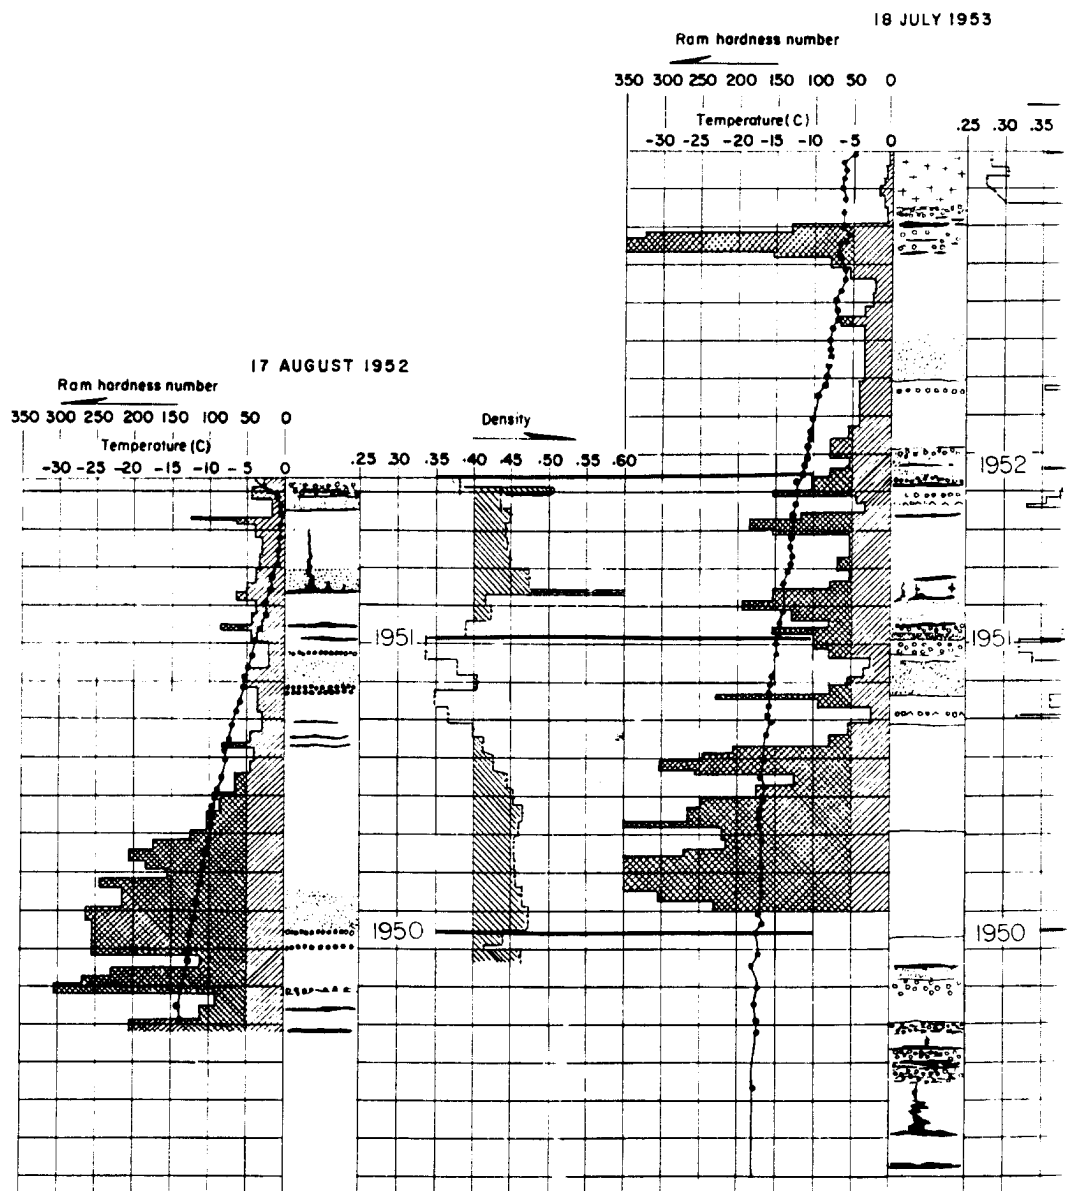 18 JULY 1953
Ram hardness number
350 300 250 200 150 100 50 0
Temperature (C)
-30 -25 -20 -15 -10 -5 0
.25 .30 .35
17 AUGUST 1952
Ram hardness number
350 300 250 200 150 100 50 0
Temperature (C)
-30 -25 -20 -15 -10 -5 0
Density
.25 .30 .35 .40 .45 .50 .55 .60
1952
1951
1951
1950
1950